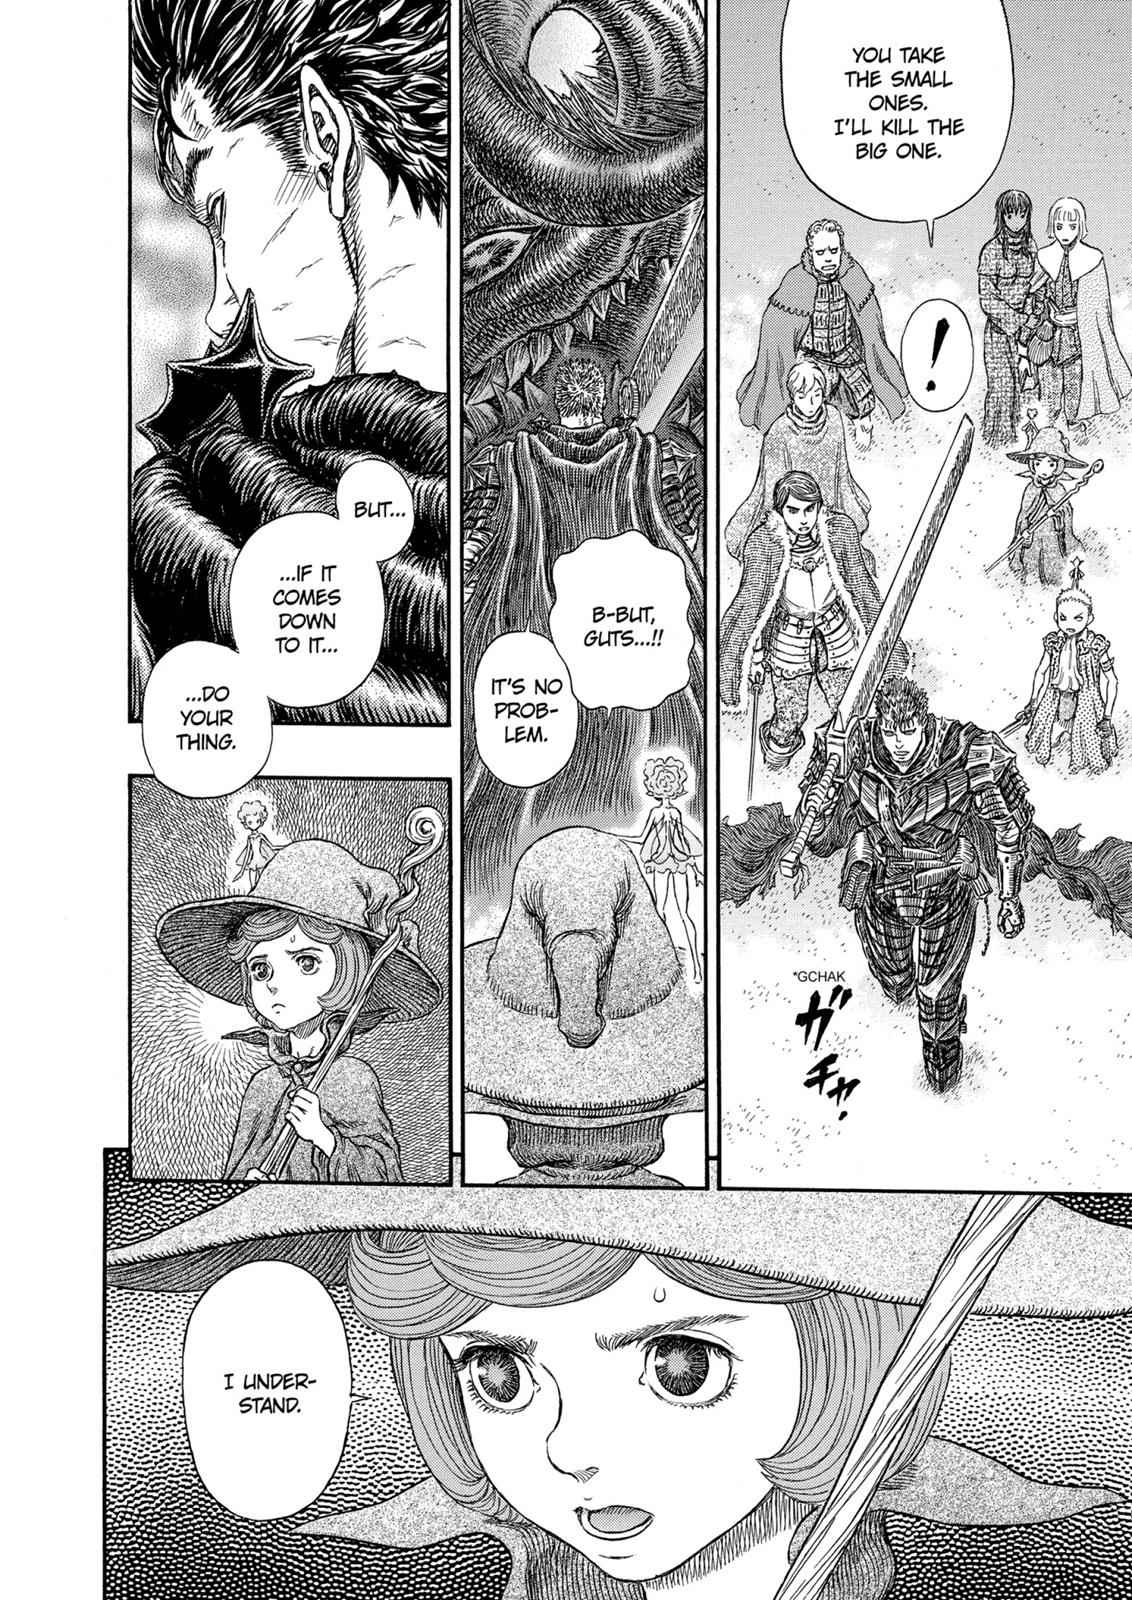 YOU TAKE
THE SMALL
ONES.
I'LL KILL THE
BIG ONE.
!
*GCHAK
ガチャ
B-BUT,
GUTS...!!
IT'S NO
PROB-
LEM.
BUT...
...IF IT
COMES
DOWN
TO IT...
...DO
YOUR
THING.
I UNDER-
STAND.